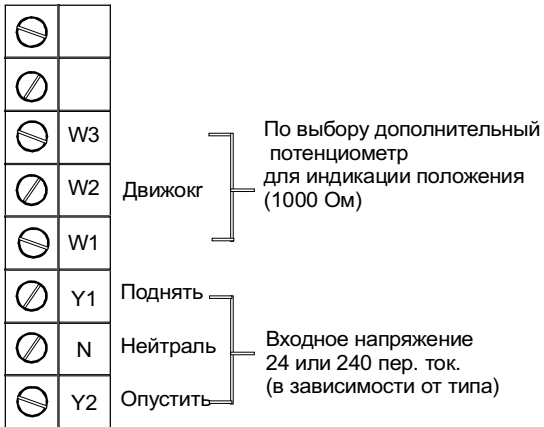 W3
W2 Движокr
W1
По выбору дополнительный
потенциометр
для индикации положения
(1000 Ом)
Y1 Поднять
N Нейтраль
Y2 Опустить
Входное напряжение
24 или 240 пер. ток.
(в зависимости от типа)